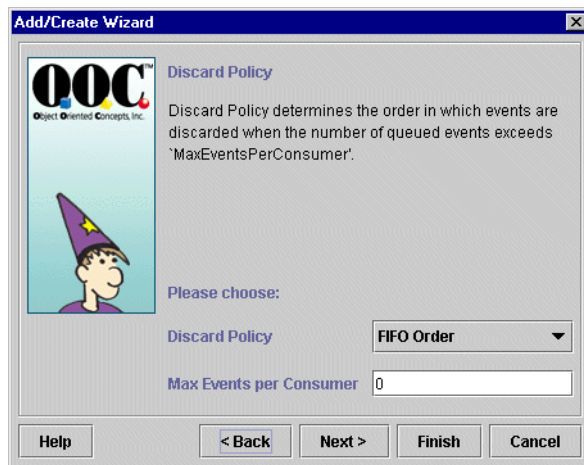 Add/Create Wizard
O.O.C.™
Object Oriented Concepts, Inc.
Discard Policy
Discard Policy determines the order in which events are
discarded when the number of queued events exceeds
`MaxEventsPerConsumer'.
Please choose:
Discard Policy FIFO Order
Max Events per Consumer 0
Help < Back Next > Finish Cancel